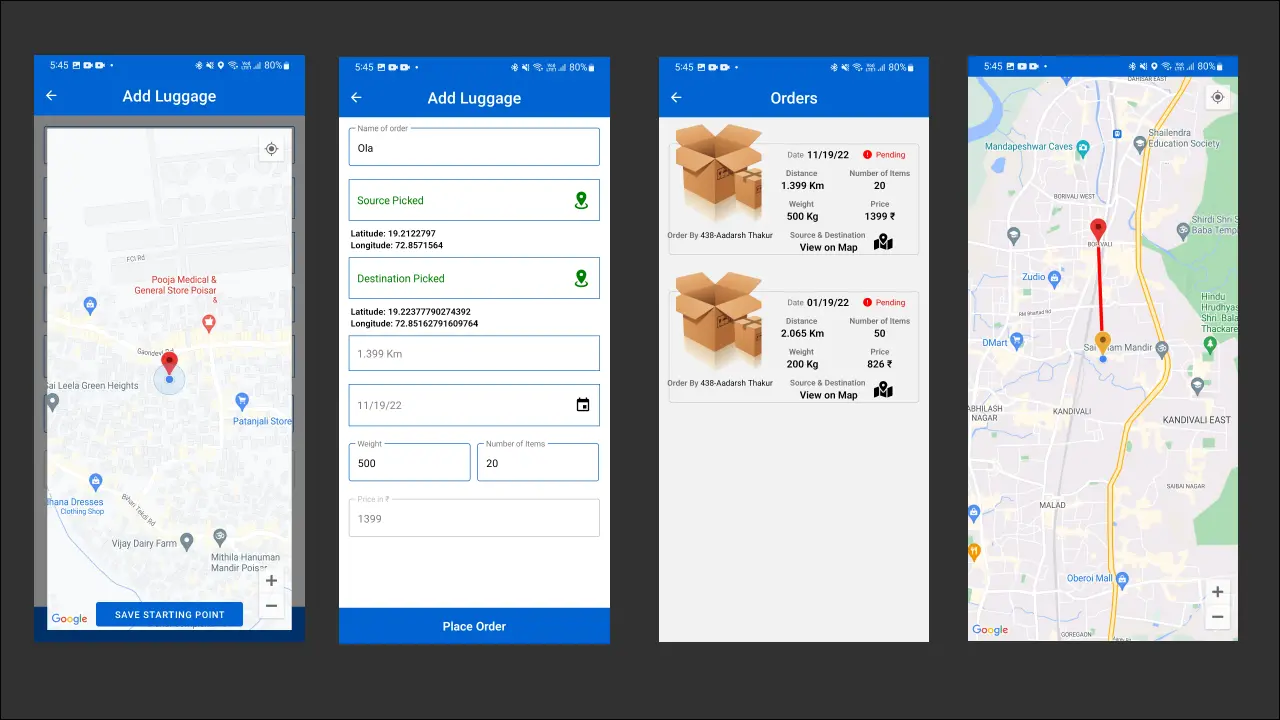 5:45
80%
Add Luggage
FCI Rd
Pooja Medical &
General Store Poisar
&
Gaondevi Rd
Sai Leela Green Heights
Patanjali Store
hana Dresses
Clothing Shop
Vijay Dairy Farm
Mithila Hanuman
Mandir Poisar
+
−
Google
SAVE STARTING POINT
5:45
80%
Add Luggage
Name of order
Ola
Source Picked
Latitude: 19.2122797
Longitude: 72.8571564
Destination Picked
Latitude: 19.22377790274392
Longitude: 72.85162791609764
1.399 Km
11/19/22
Weight
Number of Items
500
20
Price in ₹
1399
Place Order
5:45
80%
Orders
Date 11/19/22 Pending
Distance Number of Items
1.399 Km 20
Weight Price
500 Kg 1399 ₹
Order By 438-Aadarsh Thakur
Source & Destination
View on Map
Date 01/19/22 Pending
Distance Number of Items
2.065 Km 50
Weight Price
200 Kg 826 ₹
Order By 438-Aadarsh Thakur
Source & Destination
View on Map
5:45
80%
DAHISAR EAST
Shailendra
Education Society
Mandapeshwar Caves
BORIVALI WEST
Shirdi Shri S
Baba Temp
BORIVALI
Zudio
Hindu
Hrudhyas
Shri. Bala
Thackare
RM Bhattad Rd
DMart
Mandir
KANDIVALI
ABHILASH
NAGAR
KANDIVALI EAST
SAIBAI NAGAR
MALAD
Oberoi Mall
+
−
Google
GOREGAON